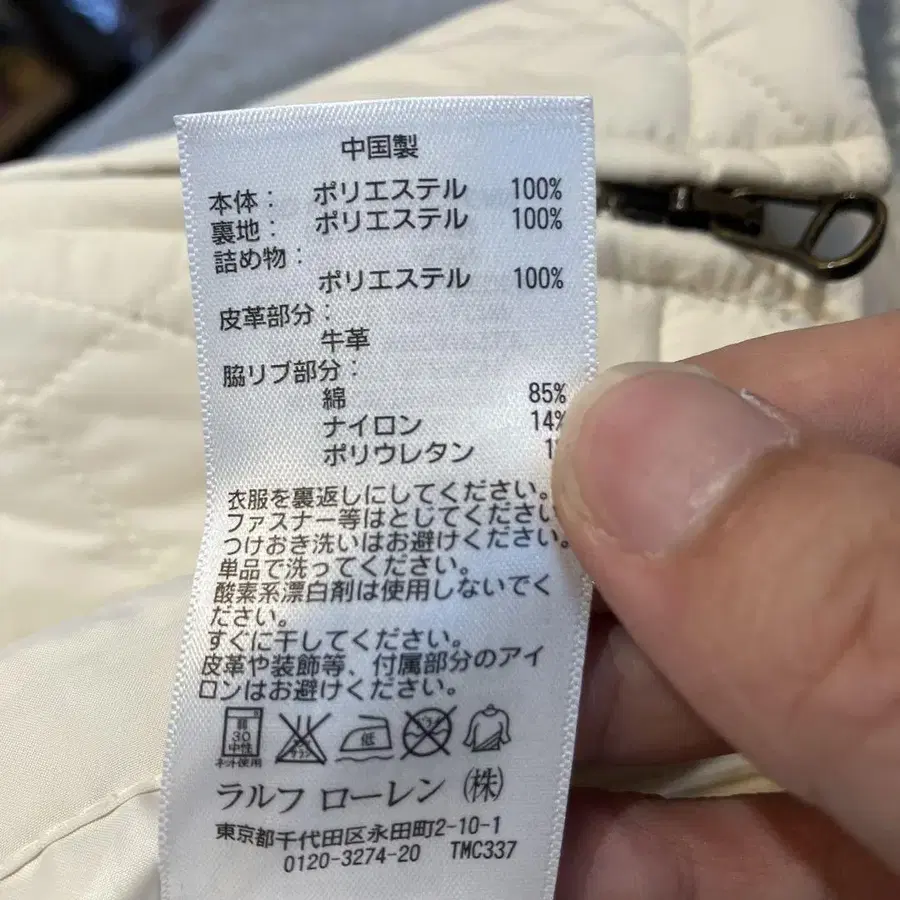 中国製
本体： ポリエステル 100%
裏地： ポリエステル 100%
詰め物：
ポリエステル 100%
皮革部分：
牛革
脇リブ部分：
綿 85%
ナイロン 14%
ポリウレタン 1
衣服を裏返しにしてください。
ファスナー等はとじてください
つけおき洗いはお避けください。
単品で洗ってください。
酸素系漂白剤は使用しないでく
ださい。
すぐに干してください。
皮革や装飾等、付属部分のアイ
ロンはお避けください。
弱 30 中性 低
ネット使用
ラルフ ローレン (株)
東京都千代田区永田町2-10-1
0120-3274-20 TMC337